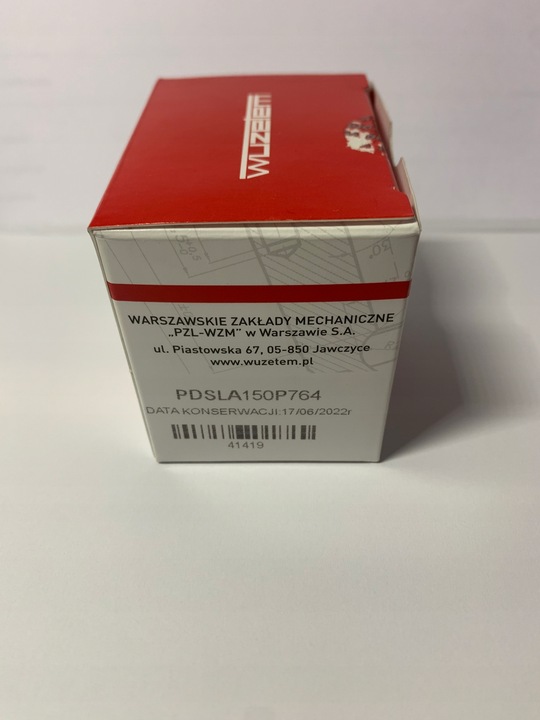 wuzetem
WARSZAWSKIE ZAKŁADY MECHANICZNE
„PZL-WZM” w Warszawie S.A.
ul. Piastowska 67, 05-850 Jawczyce
www.wuzetem.pl
PDSLA150P764
DATA KONSERWACJI:17/06/2022r
41419